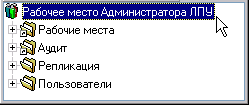 Рабочее место Администратора ЛПУ
Рабочие места
Аудит
Репликация
Пользователи